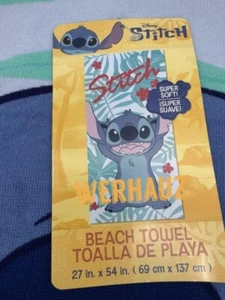 Disney
STiTCH
Stitch
SUPER
SOFT!
¡SUPER
SUAVE!
WERHAUZ
BEACH TOWEL
TOALLA DE PLAYA
27 in. x 54 in. ( 69 cm x 137 cm )